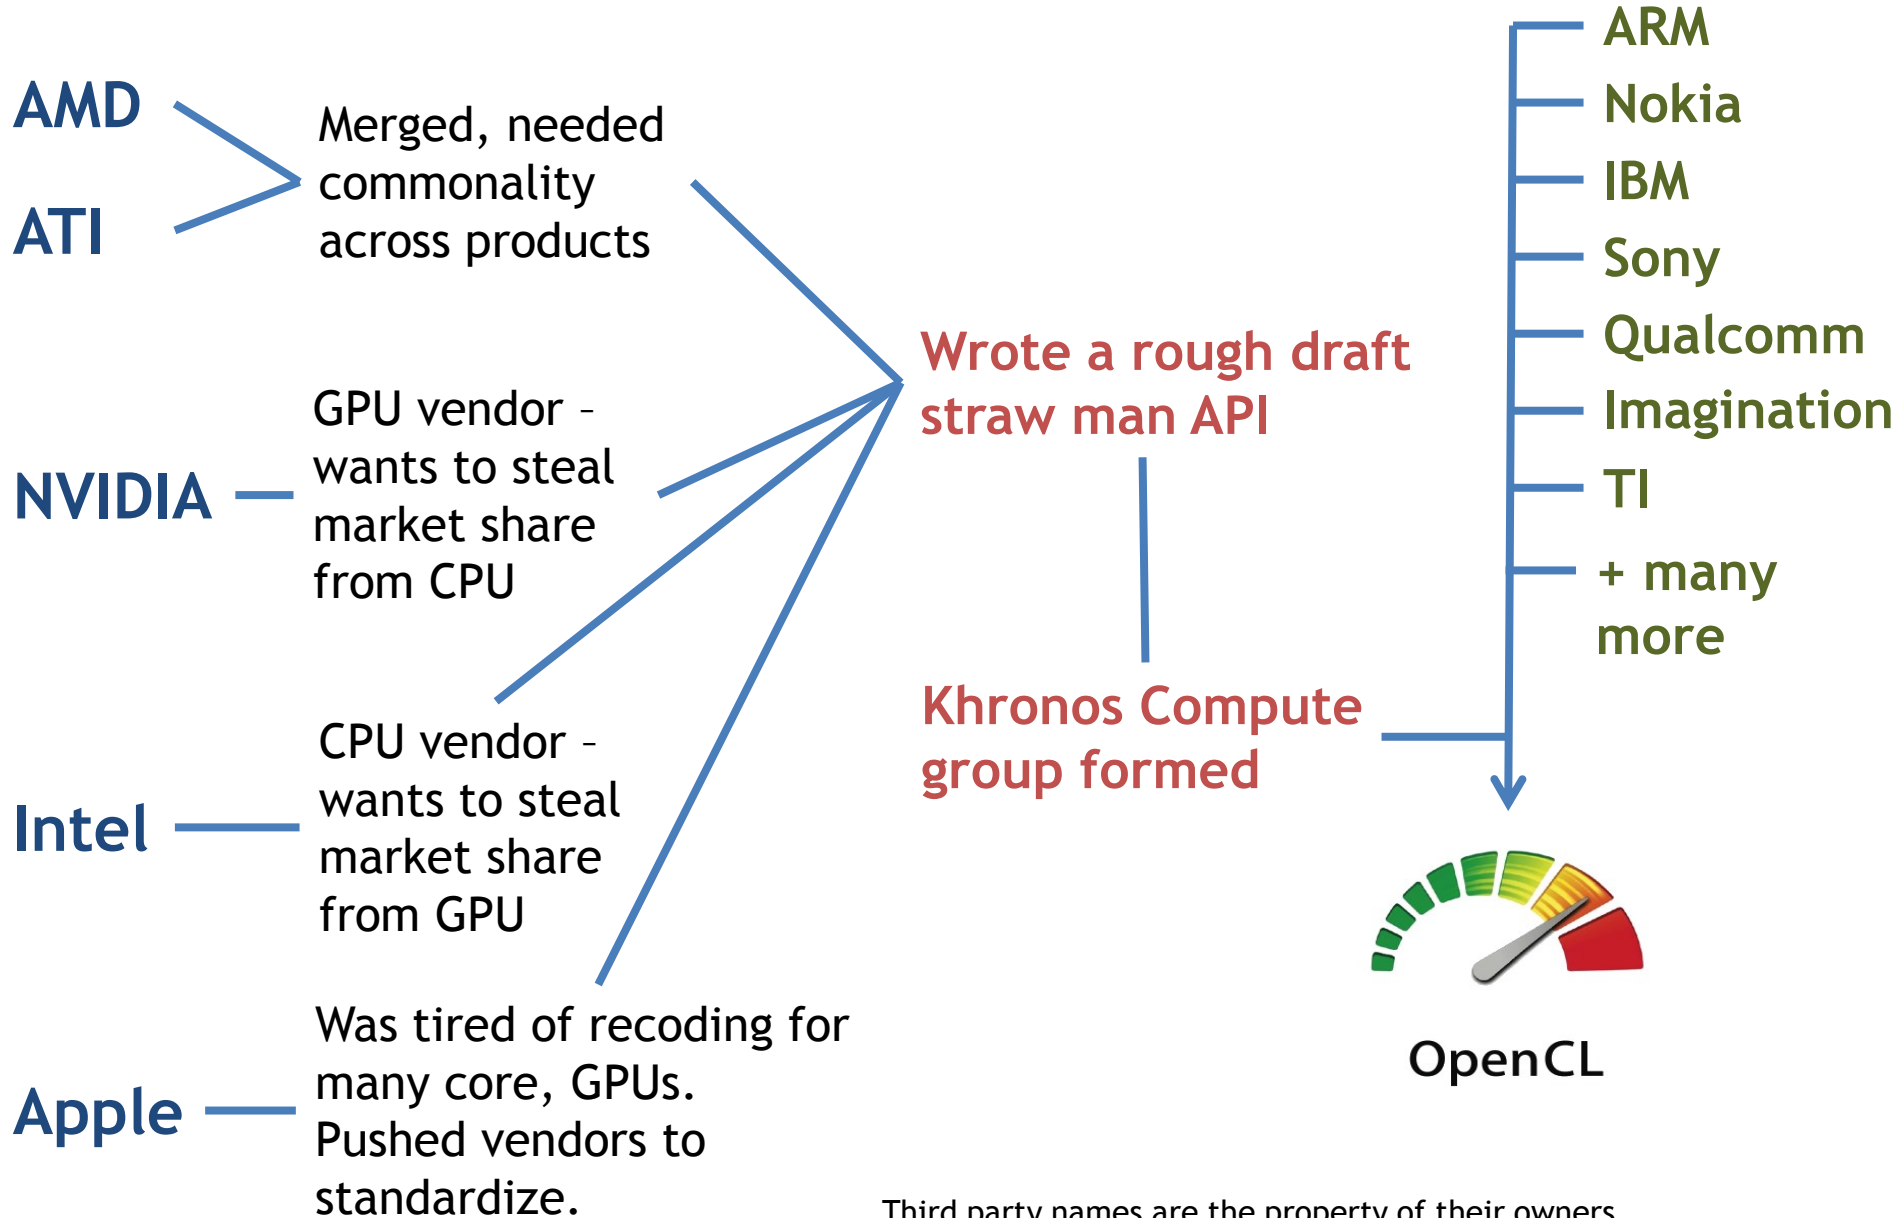 AMD
ATI
Merged, needed
commonality
across products
NVIDIA
GPU vendor –
wants to steal
market share
from CPU
Intel
CPU vendor –
wants to steal
market share
from GPU
Apple
Was tired of recoding for
many core, GPUs.
Pushed vendors to
standardize.
Wrote a rough draft
straw man API
Khronos Compute
group formed
ARM
Nokia
IBM
Sony
Qualcomm
Imagination
TI
+ many
more
OpenCL
Third party names are the property of their owners